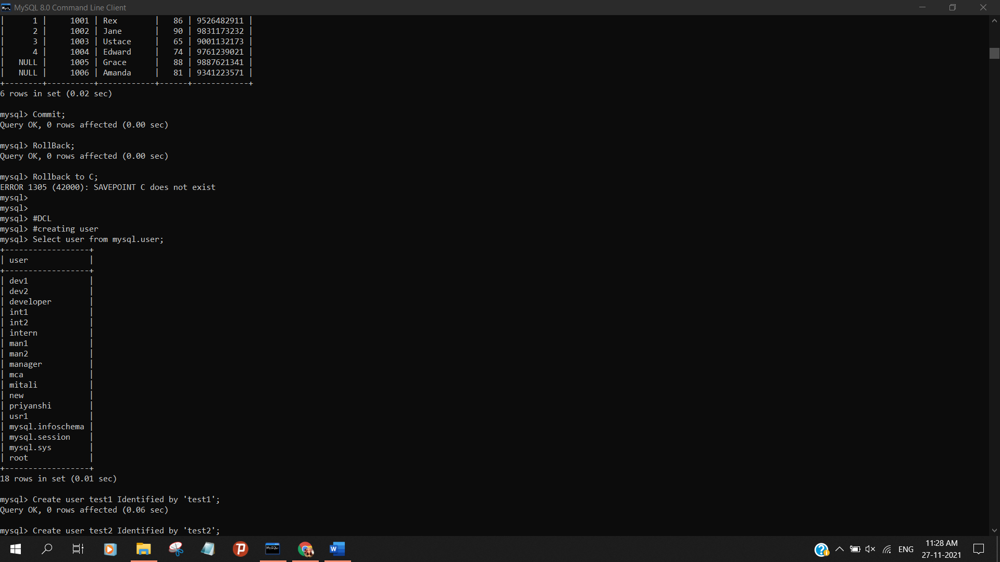 MySQL 8.0 Command Line Client
|      1 |     1001 | Rex        |   86 | 9526482911 |
|      2 |     1002 | Jane       |   90 | 9831173232 |
|      3 |     1003 | Ustace     |   65 | 9001132173 |
|      4 |     1004 | Edward     |   74 | 9761239021 |
|   NULL |     1005 | Grace      |   88 | 9887621341 |
|   NULL |     1006 | Amanda     |   81 | 9341223571 |
+--------+----------+------------+------+------------+
6 rows in set (0.02 sec)
mysql> Commit;
Query OK, 0 rows affected (0.00 sec)
mysql> RollBack;
Query OK, 0 rows affected (0.00 sec)
mysql> Rollback to C;
ERROR 1305 (42000): SAVEPOINT C does not exist
mysql>
mysql>
mysql> #DCL
mysql> #creating user
mysql> Select user from mysql.user;
+------------------+
| user             |
+------------------+
| dev1             |
| dev2             |
| developer        |
| int1             |
| int2             |
| intern           |
| man1             |
| man2             |
| manager          |
| mca              |
| mitali           |
| new              |
| priyanshi        |
| usr1             |
| mysql.infoschema |
| mysql.session    |
| mysql.sys        |
| root             |
+------------------+
18 rows in set (0.01 sec)
mysql> Create user test1 Identified by 'test1';
Query OK, 0 rows affected (0.06 sec)
mysql> Create user test2 Identified by 'test2';
ENG
11:28 AM
27-11-2021